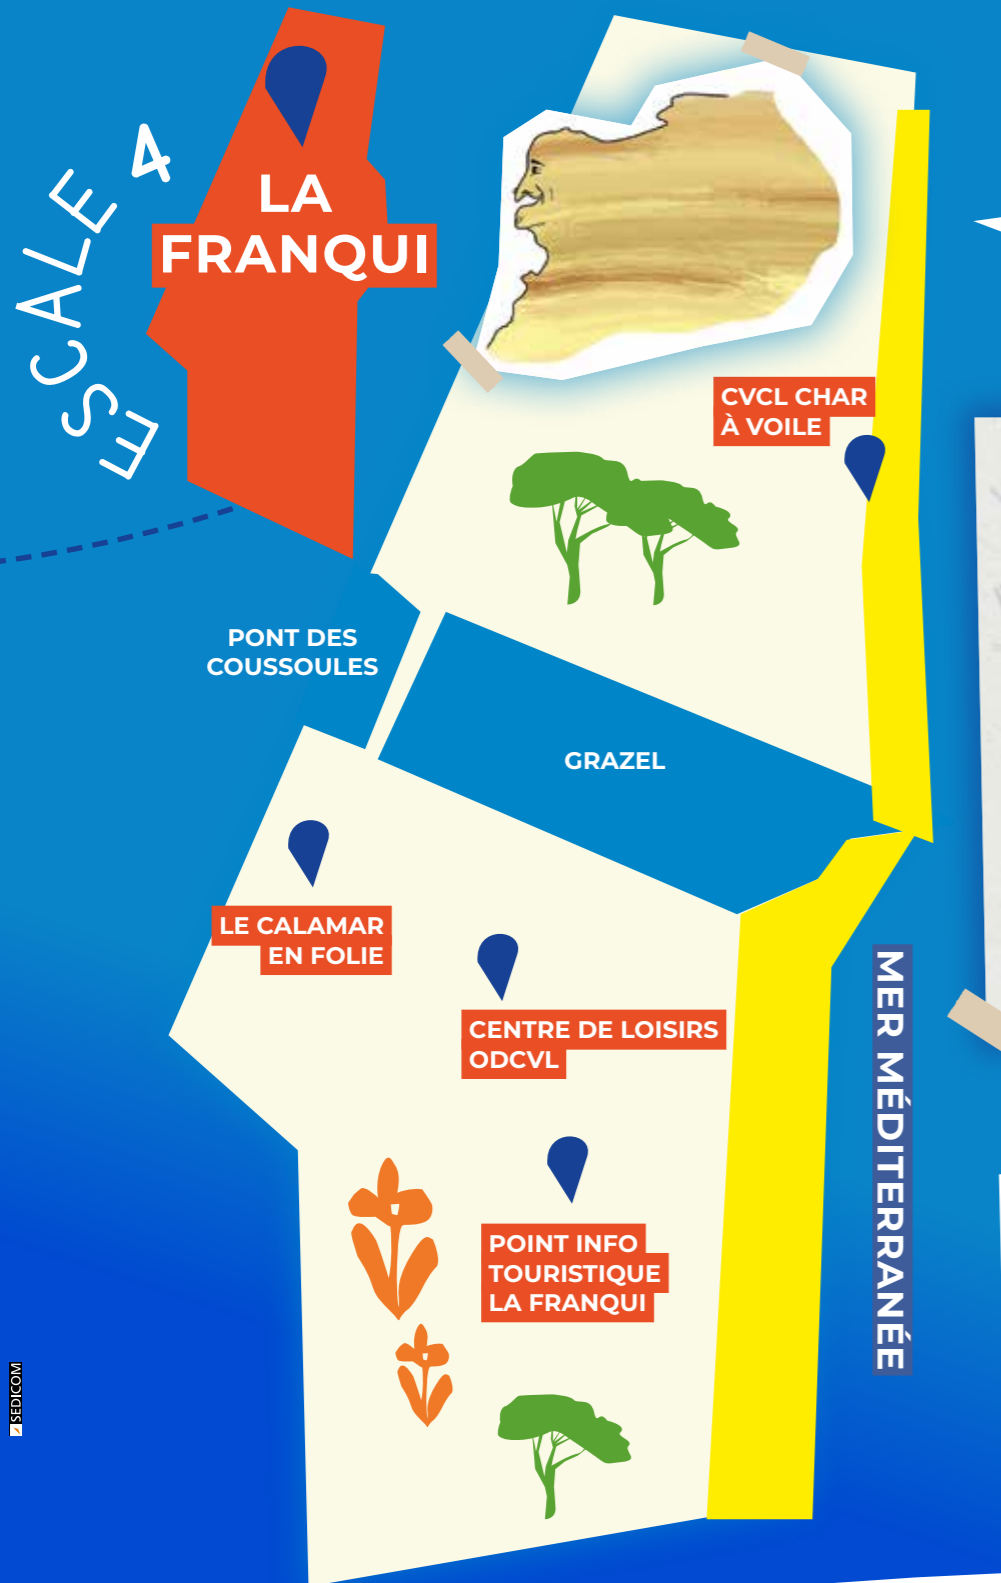 ESCALE 4
LA
FRANQUI
CVCL CHAR
À VOILE
PONT DES
COUSSOULES
GRAZEL
LE CALAMAR
EN FOLIE
CENTRE DE LOISIRS
ODCVL
MER MÉDITERRANÉE
POINT INFO
TOURISTIQUE
LA FRANQUI
SEDICOM